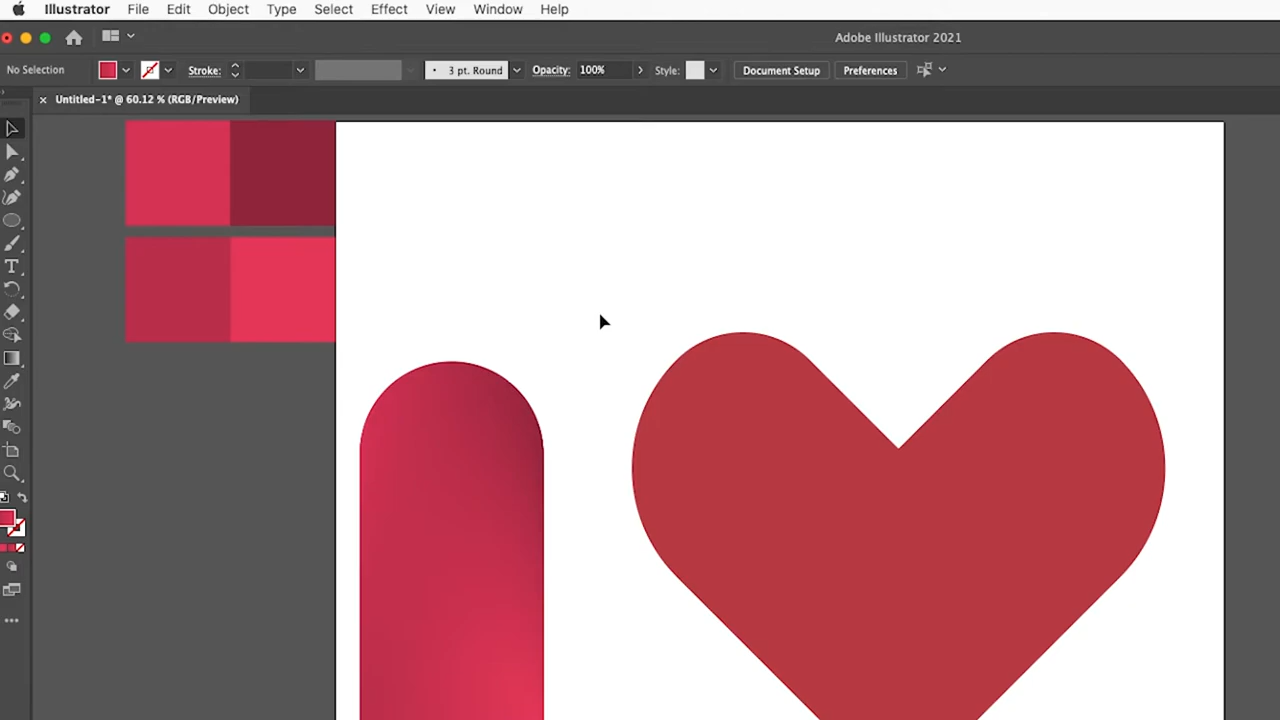 Illustrator File Edit Object Type Select Effect View Window Help
Adobe Illustrator 2021
No Selection Stroke: 3 pt. Round Opacity: 100% Style: Document Setup Preferences
Untitled-1* @ 60.12 % (RGB/Preview)